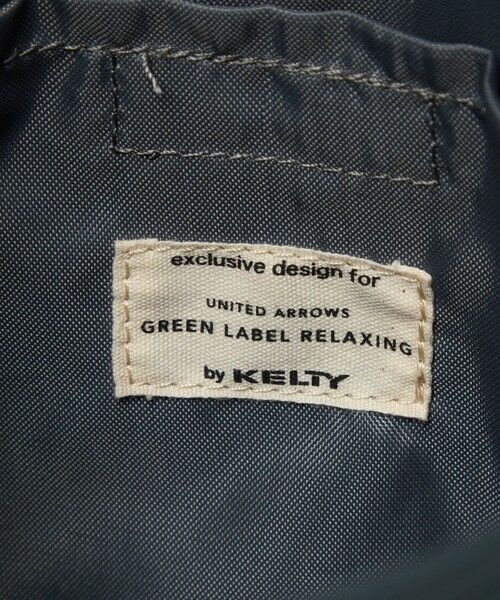 exclusive design for
UNITED ARROWS
GREEN LABEL RELAXING
by KELTY